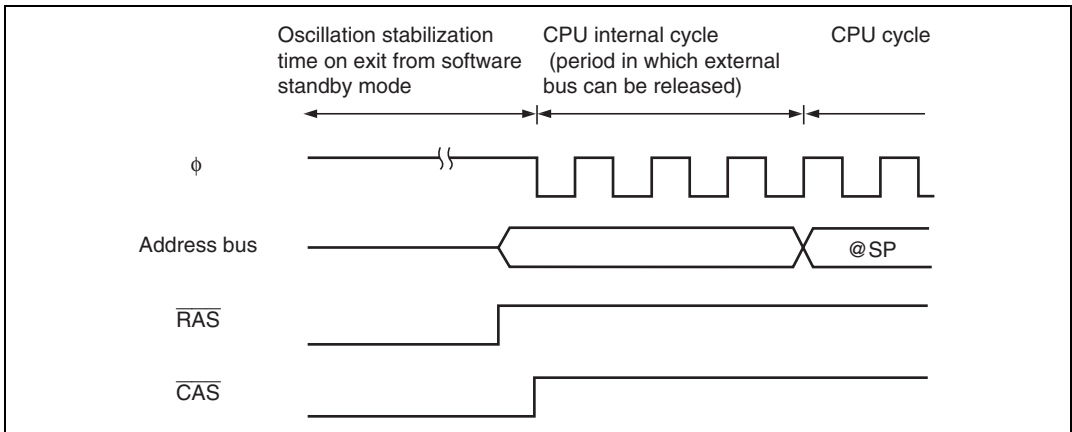 Oscillation stabilization
time on exit from software
standby mode
CPU internal cycle
(period in which external
bus can be released)
CPU cycle
φ
Address bus
@SP
RAS
CAS